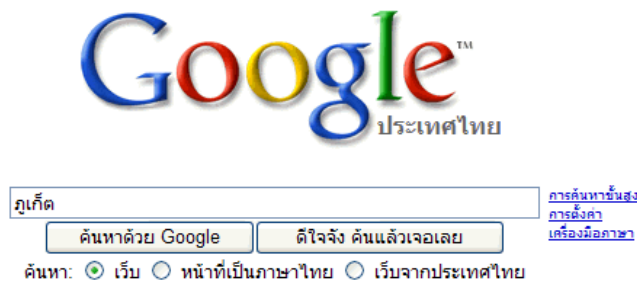 Google™
ประเทศไทย
ภูเก็ต
การค้นหาขั้นสูง
การตั้งค่า
เครื่องมือภาษา
ค้นหาด้วย Google
ดีใจจัง ค้นแล้วเจอเลย
ค้นหา: เว็บ หน้าที่เป็นภาษาไทย เว็บจากประเทศไทย